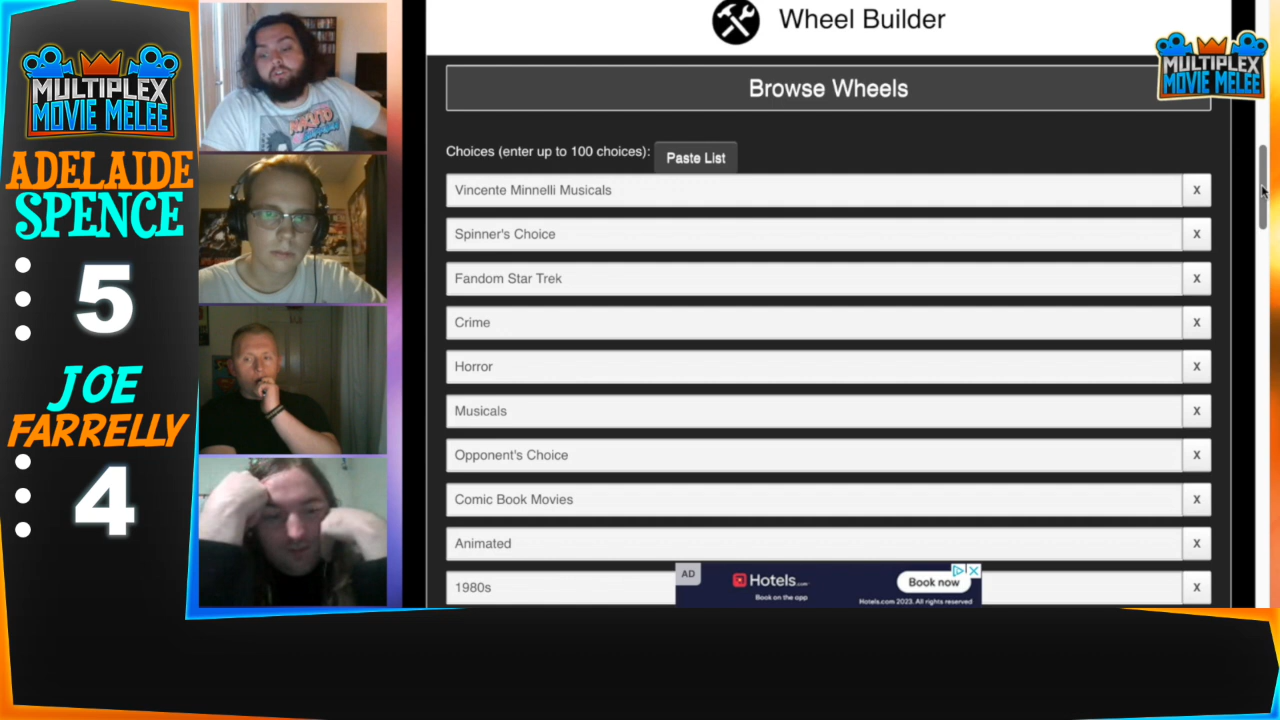 MULTIPLEX
MOVIE MELEE
ADELAIDE
SPENCE
5
JOE
FARRELLY
4
Wheel Builder
MULTIPLEX
MOVIE MELEE
Browse Wheels
Choices (enter up to 100 choices):
Paste List
Vincente Minnelli Musicals
X
Spinner's Choice
X
Fandom Star Trek
X
Crime
X
Horror
X
Musicals
X
Opponent's Choice
X
Comic Book Movies
X
Animated
X
1980s
X
AD
Hotels.com
Book on the app
Book now
Hotels.com 2023. All rights reserved